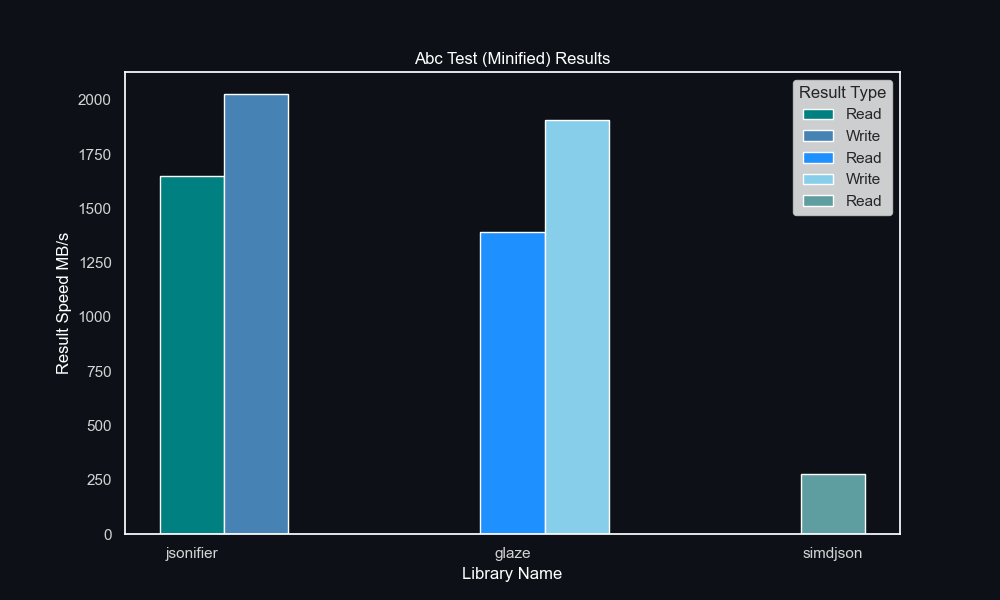 Abc Test (Minified) Results
Result Type
Read
Write
Read
Write
Read
Result Speed MB/s
2000
1750
1500
1250
1000
750
500
250
0
jsonifier glaze simdjson
Library Name